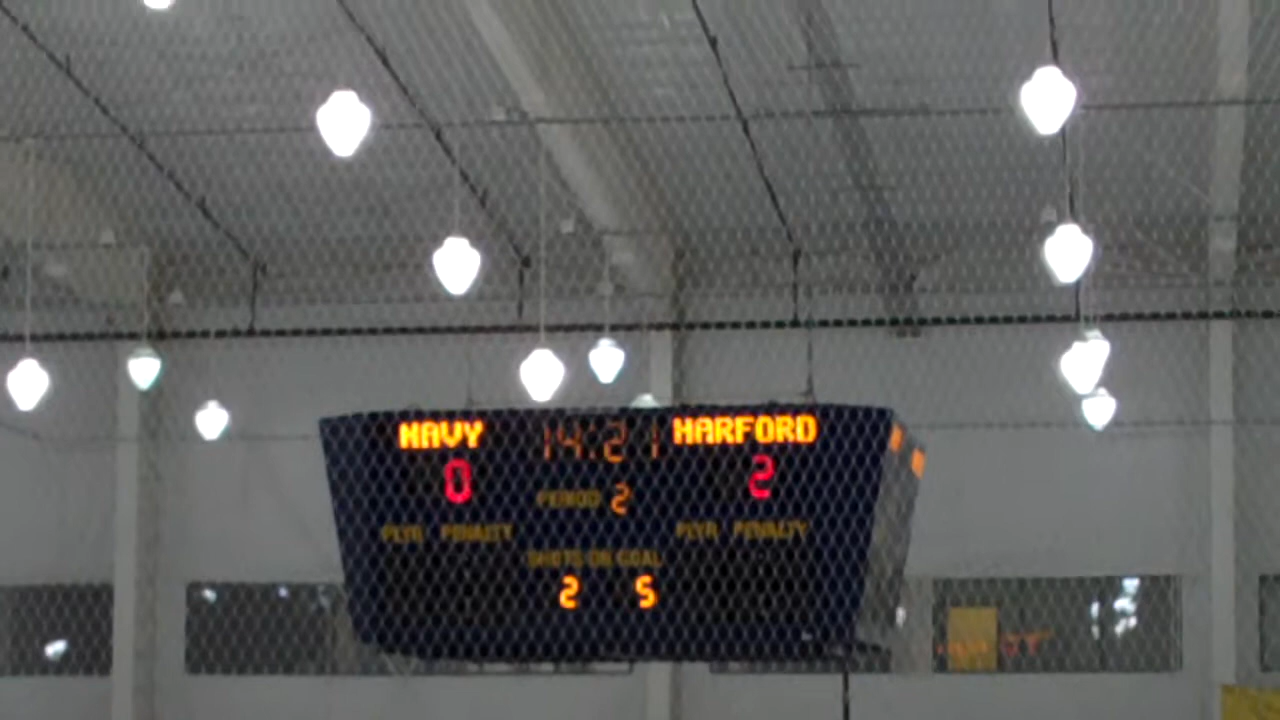 NAVY 14:21 HARFORD
0 2
PERIOD 2
PLYR PENALTY PLYR PENALTY
SHOTS ON GOAL
2 5